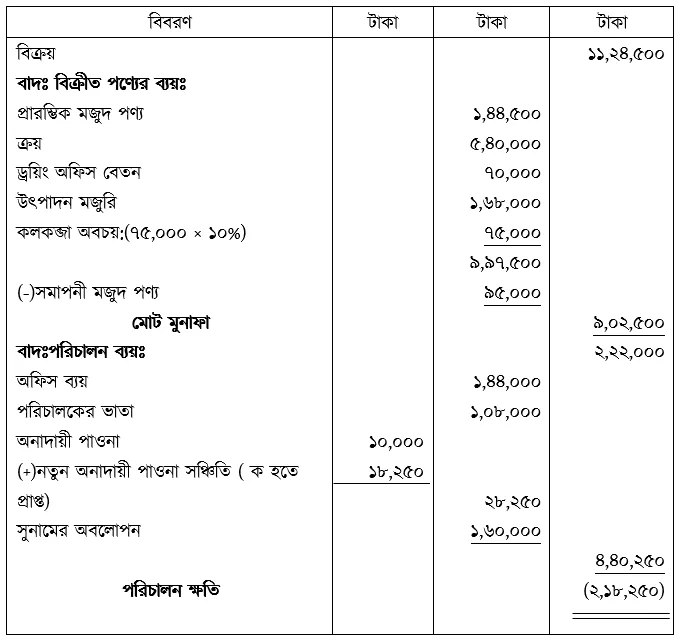 বিবরণ টাকা টাকা টাকা
বিক্রয় ১১,২৪,৫০০
বাদঃ বিক্রীত পণ্যের ব্যয়ঃ
প্রারম্ভিক মজুদ পণ্য ১,৪৪,৫০০
ক্রয় ৫,৪০,০০০
ড্রয়িং অফিস বেতন ৭০,০০০
উৎপাদন মজুরি ১,৬৮,০০০
কলকব্জা অবচয়:(৭৫,০০০ × ১০%) ৭৫,০০০
৯,৯৭,৫০০
(-)সমাপনী মজুদ পণ্য ৯৫,০০০
মোট মুনাফা ৯,০২,৫০০
বাদঃপরিচালন ব্যয়ঃ ২,২২,০০০
অফিস ব্যয় ১,৪৪,০০০
পরিচালকের ভাতা ১,০৮,০০০
অনাদায়ী পাওনা ১০,০০০
(+)নতুন অনাদায়ী পাওনা সঞ্চিতি ( ক হতে ১৮,২৫০
প্রাপ্ত) ২৮,২৫০
সুনামের অবলোপন ১,৬০,০০০
৪,৪০,২৫০
পরিচালন ক্ষতি (২,১৮,২৫০)